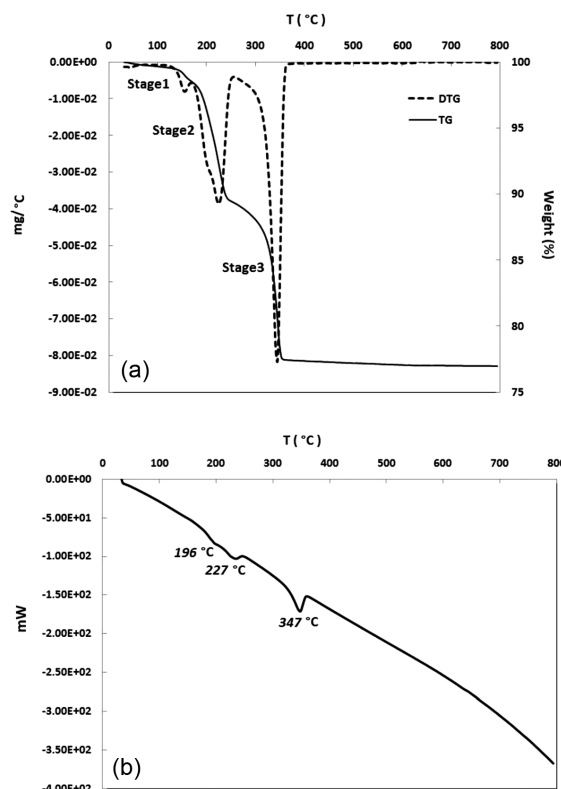 T ( °C)
0 100 200 300 400 500 600 700 800
0.00E+00 100
-1.00E-02
Stage1
DTG
-2.00E-02 95
TG
Stage2
-3.00E-02
-4.00E-02 90
mg/°C
Weight(%)
-5.00E-02
Stage3 85
-6.00E-02
-7.00E-02 80
-8.00E-02
(a)
-9.00E-02 75
T ( °C)
0 100 200 300 400 500 600 700 800
0.00E+00
-5.00E+01
196 °C
-1.00E+02
227 °C
-1.50E+02
347 °C
mW
-2.00E+02
-2.50E+02
-3.00E+02
-3.50E+02
(b)
-4.00E+02